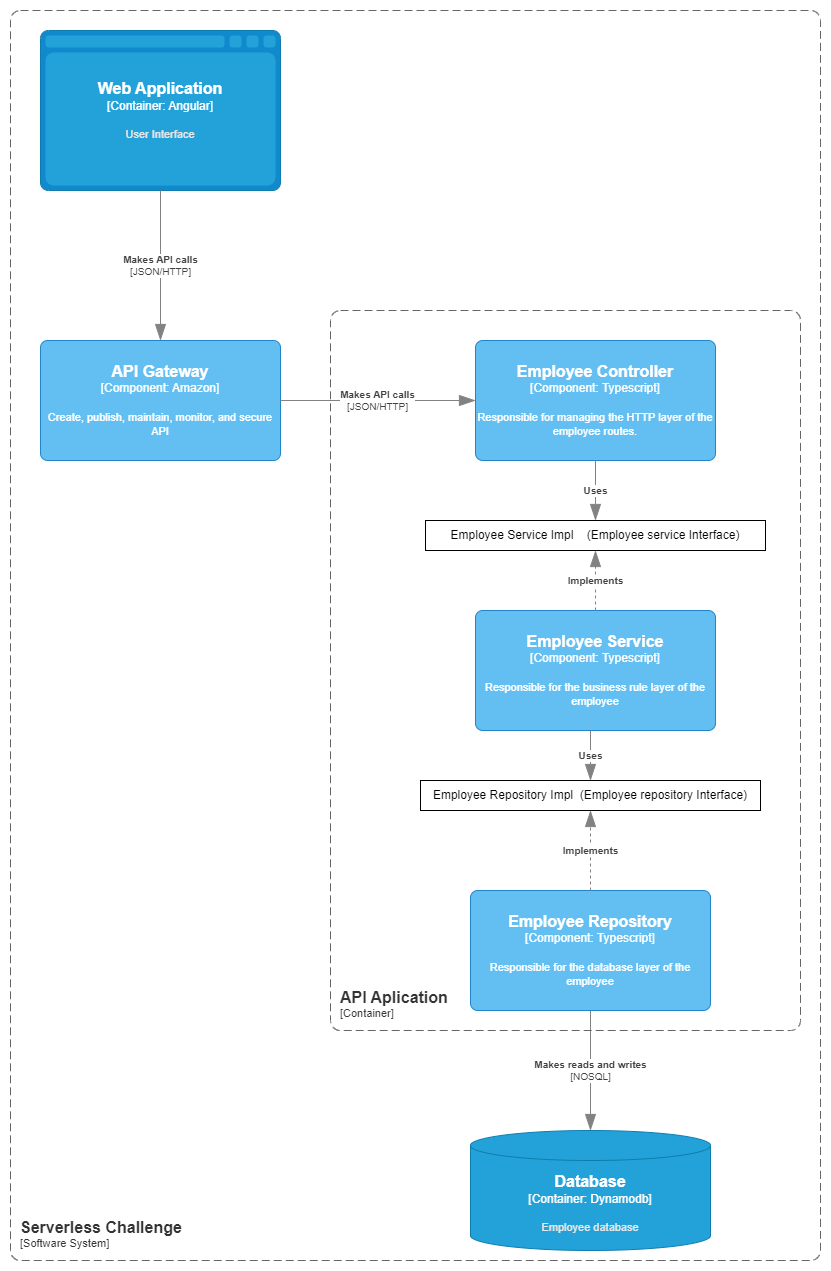 Web Application
[Container: Angular]
User Interface
Makes API calls
[JSON/HTTP]
API Gateway
[Component: Amazon]
Create, publish, maintain, monitor, and secure
API
Makes API calls
[JSON/HTTP]
Employee Controller
[Component: Typescript]
Responsible for managing the HTTP layer of the
employee routes.
Uses
Employee Service Impl (Employee service Interface)
Implements
Employee Service
[Component: Typescript]
Responsible for the business rule layer of the
employee
Uses
Employee Repository Impl (Employee repository Interface)
Implements
Employee Repository
[Component: Typescript]
Responsible for the database layer of the
employee
API Aplication
[Container]
Makes reads and writes
[NOSQL]
Database
[Container: Dynamodb]
Employee database
Serverless Challenge
[Software System]